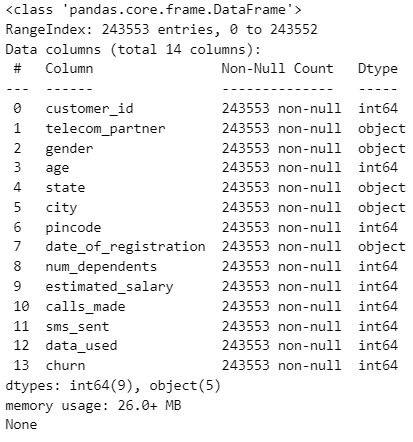 <class 'pandas.core.frame.DataFrame'>
RangeIndex: 243553 entries, 0 to 243552
Data columns (total 14 columns):
 #   Column                Non-Null Count   Dtype
---  ------                --------------   -----
 0   customer_id           243553 non-null  int64
 1   telecom_partner       243553 non-null  object
 2   gender                243553 non-null  object
 3   age                   243553 non-null  int64
 4   state                 243553 non-null  object
 5   city                  243553 non-null  object
 6   pincode               243553 non-null  int64
 7   date_of_registration  243553 non-null  object
 8   num_dependents        243553 non-null  int64
 9   estimated_salary      243553 non-null  int64
 10  calls_made            243553 non-null  int64
 11  sms_sent              243553 non-null  int64
 12  data_used             243553 non-null  int64
 13  churn                 243553 non-null  int64
dtypes: int64(9), object(5)
memory usage: 26.0+ MB
None